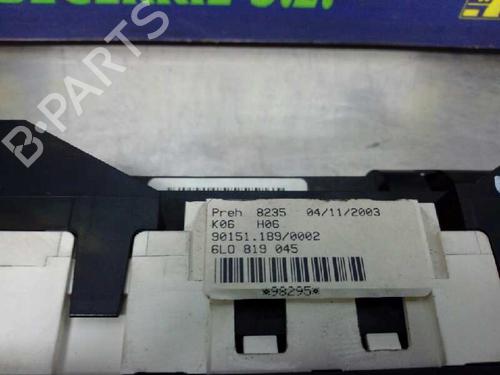 B-PARTS
Preh 8235 04/11/2003
K06 H06
90151.189/0002
6L0 819 045
*98295*